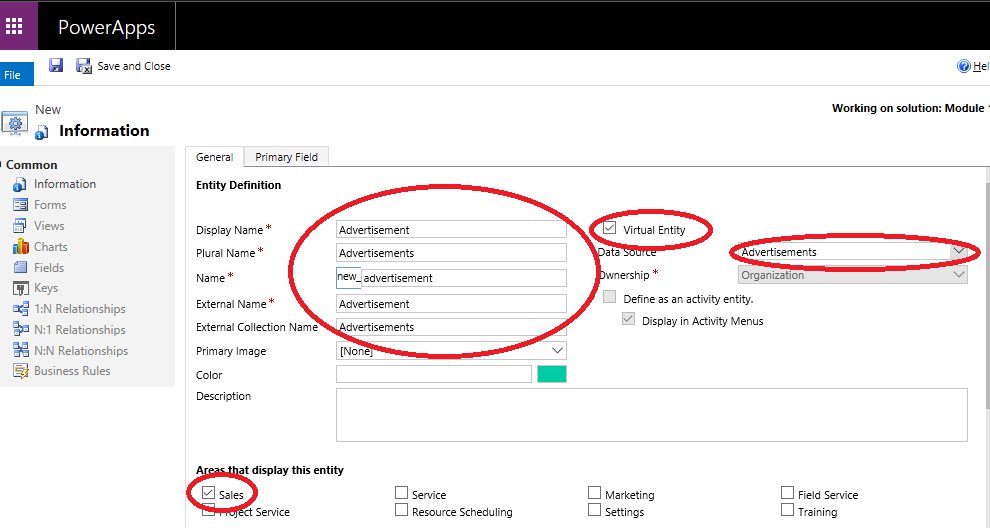 PowerApps
File Save and Close Hel
New
Information
Working on solution: Module
Common
Information
Forms
Views
Charts
Fields
Keys
1:N Relationships
N:1 Relationships
N:N Relationships
Business Rules
General Primary Field
Entity Definition
Display Name * Advertisement
Plural Name * Advertisements
Name * new_ advertisement
External Name * Advertisement
External Collection Name Advertisements
Primary Image [None]
Color
Description
Virtual Entity
Data Source Advertisements
Ownership * Organization
Define as an activity entity.
Display in Activity Menus
Areas that display this entity
Sales Service Marketing Field Service
Project Service Resource Scheduling Settings Training